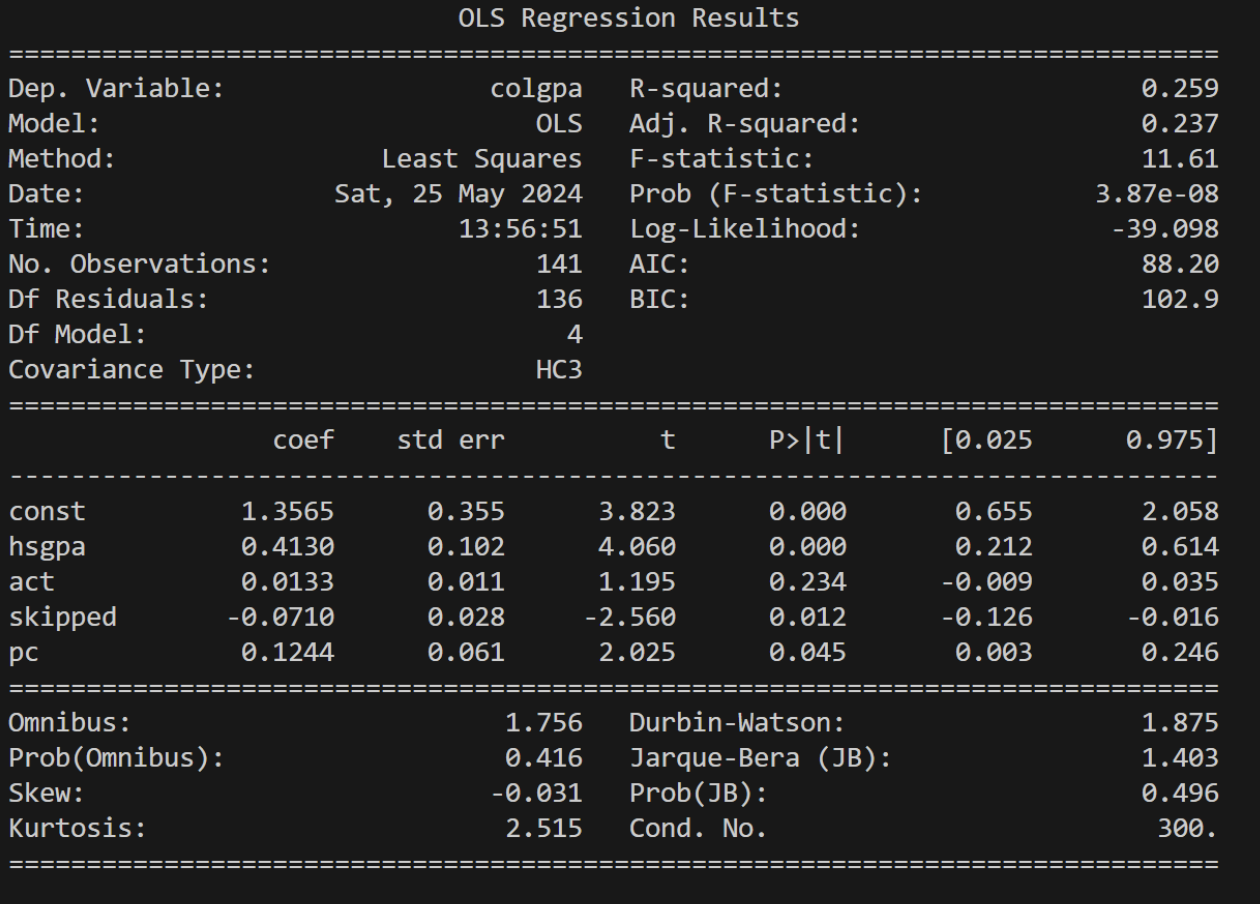 OLS Regression Results
==============================================================================
Dep. Variable:                 colgpa   R-squared:                       0.259
Model:                            OLS   Adj. R-squared:                  0.237
Method:                 Least Squares   F-statistic:                     11.61
Date:                Sat, 25 May 2024   Prob (F-statistic):           3.87e-08
Time:                        13:56:51   Log-Likelihood:                -39.098
No. Observations:                 141   AIC:                             88.20
Df Residuals:                     136   BIC:                             102.9
Df Model:                           4
Covariance Type:                  HC3
==============================================================================
                 coef    std err          t      P>|t|      [0.025      0.975]
------------------------------------------------------------------------------
const          1.3565      0.355      3.823      0.000       0.655       2.058
hsgpa          0.4130      0.102      4.060      0.000       0.212       0.614
act            0.0133      0.011      1.195      0.234      -0.009       0.035
skipped       -0.0710      0.028     -2.560      0.012      -0.126      -0.016
pc             0.1244      0.061      2.025      0.045       0.003       0.246
==============================================================================
Omnibus:                        1.756   Durbin-Watson:                   1.875
Prob(Omnibus):                  0.416   Jarque-Bera (JB):                1.403
Skew:                          -0.031   Prob(JB):                        0.496
Kurtosis:                       2.515   Cond. No.                         300.
==============================================================================